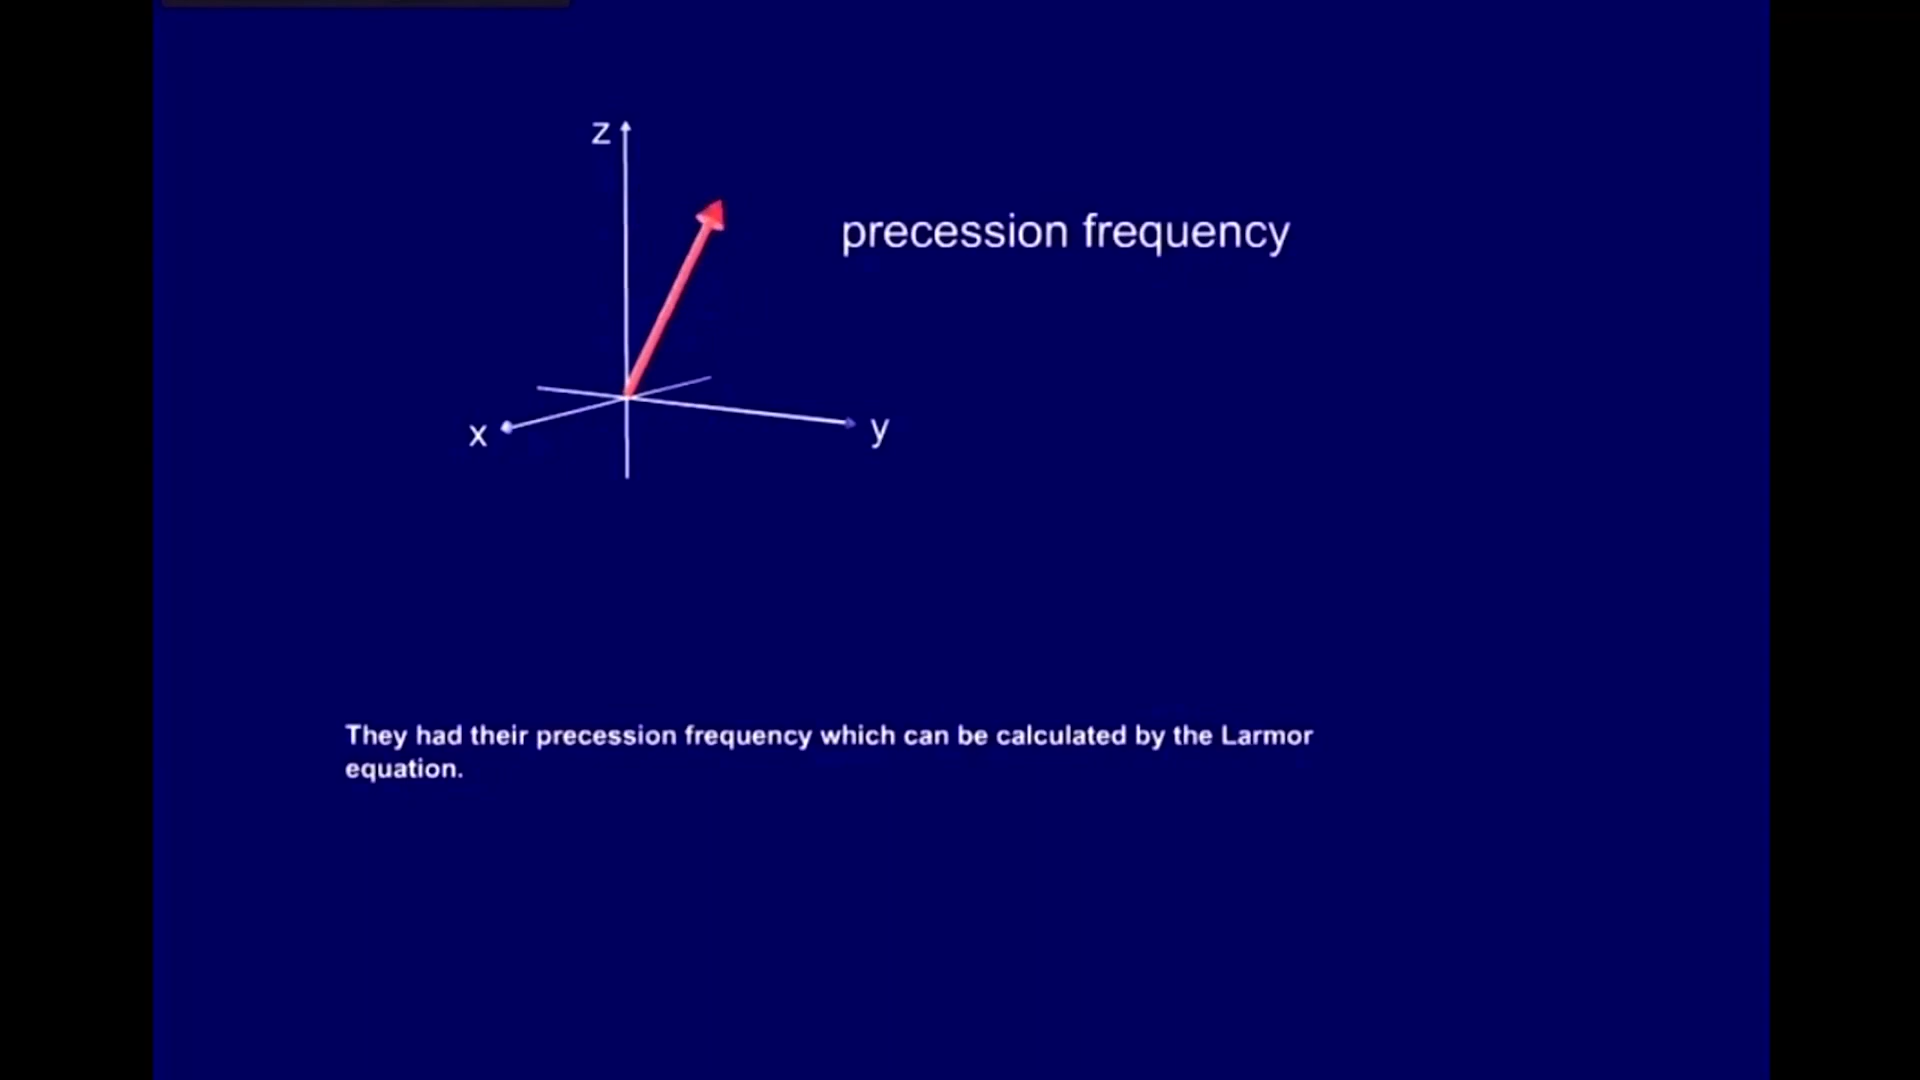 z
precession frequency
x
y
They had their precession frequency which can be calculated by the Larmor
equation.